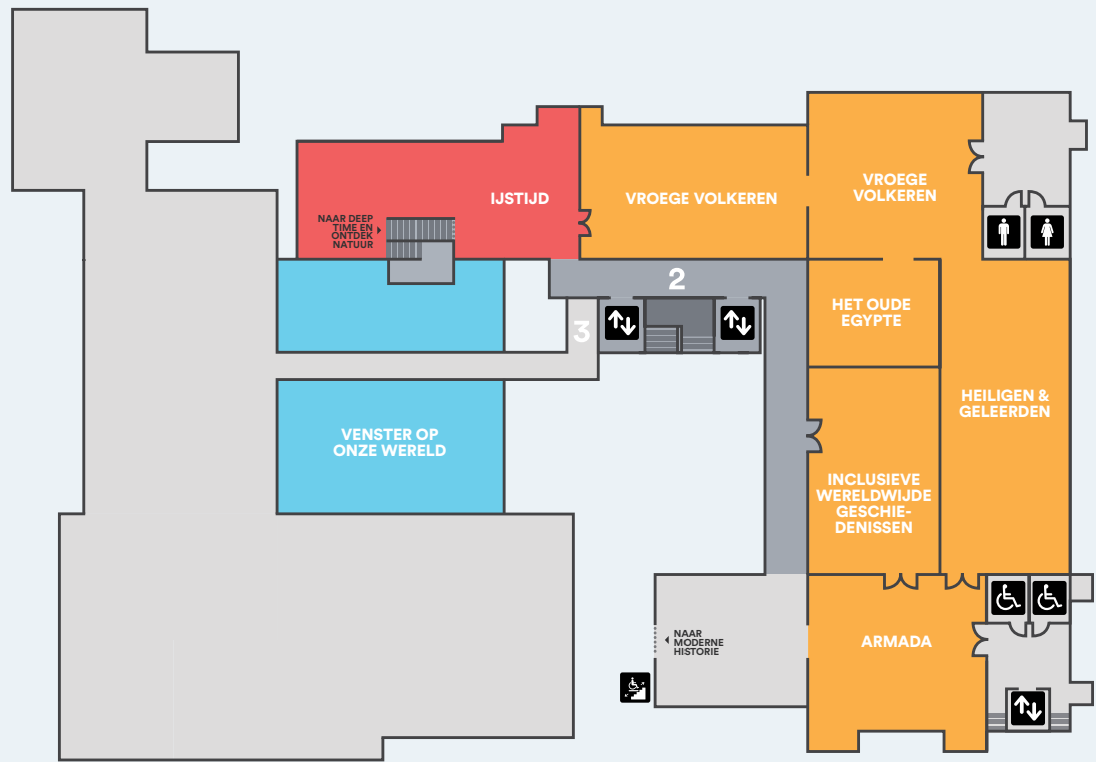 IJSTIJD
NAAR DEEP
TIME EN
ONTDEK
NATUUR
VROEGE VOLKEREN
VROEGE
VOLKEREN
2
3
HET OUDE
EGYPTE
HEILIGEN &
GELEERDEN
VENSTER OP
ONZE WERELD
INCLUSIEVE
WERELDWIJDE
GESCHIE-
DENISSEN
NAAR
MODERNE
HISTORIE
ARMADA